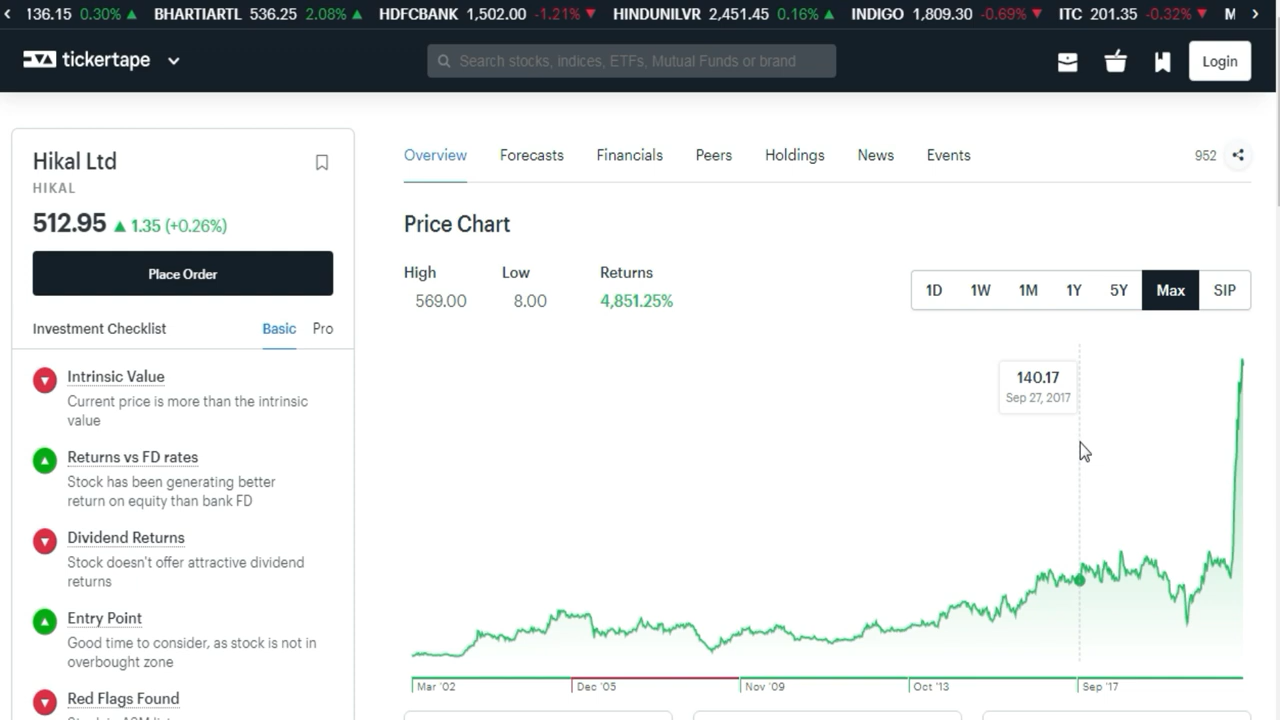 136.15 0.30% BHARTIARTL 536.25 2.08% HDFCBANK 1,502.00 -1.21% HINDUNILVR 2,451.45 0.16% INDIGO 1,809.30 -0.69% ITC 201.35 -0.32% M
tickertape
Search stocks, indices, ETFs, Mutual Funds or brand
Login
Hikal Ltd
HIKAL
512.95 1.35 (+0.26%)
Place Order
Investment Checklist Basic Pro
Intrinsic Value
Current price is more than the intrinsic
value
Returns vs FD rates
Stock has been generating better
return on equity than bank FD
Dividend Returns
Stock doesn't offer attractive dividend
returns
Entry Point
Good time to consider, as stock is not in
overbought zone
Red Flags Found
Overview Forecasts Financials Peers Holdings News Events 952
Price Chart
High Low Returns
569.00 8.00 4,851.25%
1D 1W 1M 1Y 5Y Max SIP
140.17
Sep 27, 2017
Mar '02 Dec '05 Nov '09 Oct '13 Sep '17